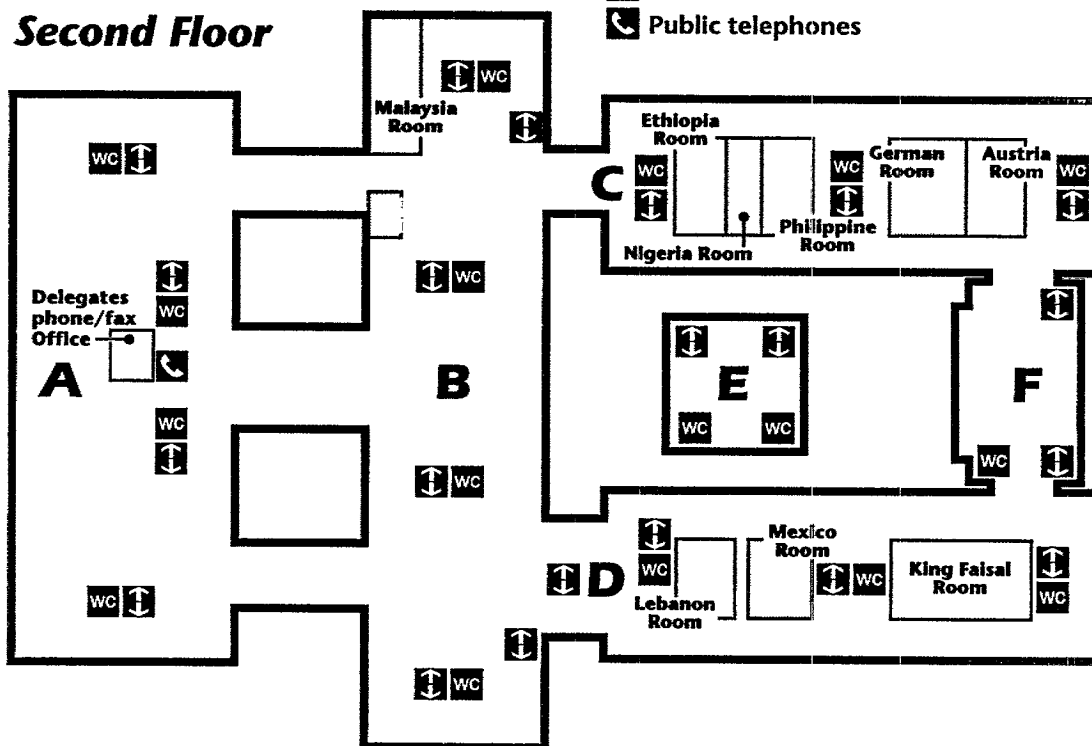 Second Floor
Public telephones
Malaysia
Room
WC
WC
Ethiopia
Room
C
WC
WC
German
Room
Austria
Room
WC
Philippine
Room
Nigeria Room
WC
Delegates
phone/fax
Office
WC
A
B
E
F
WC
WC
WC
WC
WC
Mexico
Room
D
WC
WC
King Faisal
Room
WC
Lebanon
Room
WC
WC